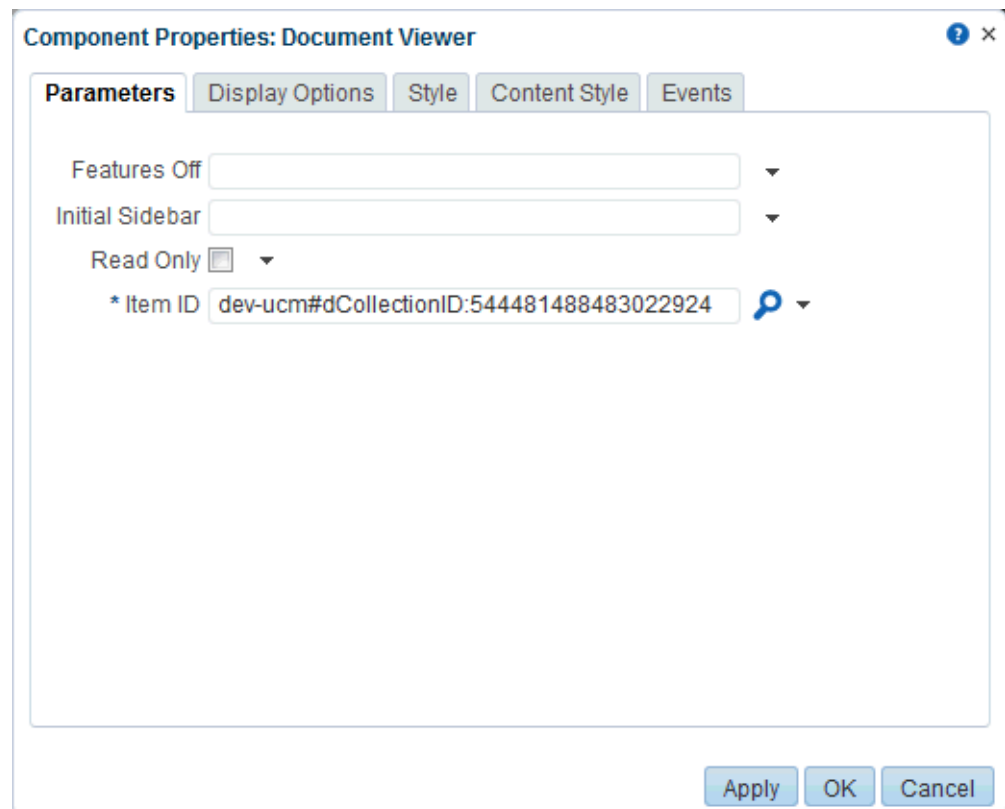 Component Properties: Document Viewer
Parameters Display Options Style Content Style Events
Features Off
Initial Sidebar
Read Only
* Item ID dev-ucm#dCollectionID:544481488483022924
Apply OK Cancel